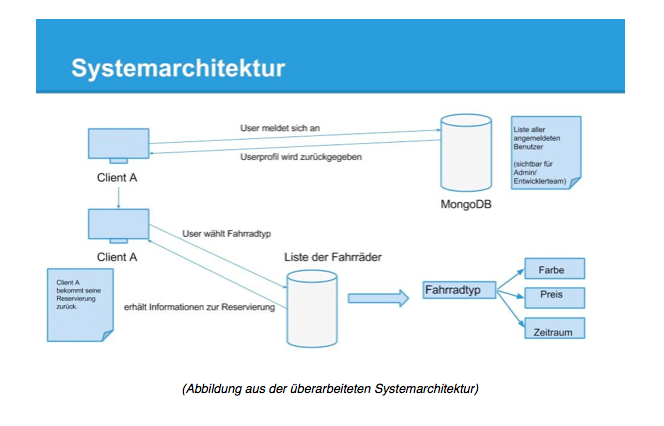 Systemarchitektur
User meldet sich an
Userprofil wird zurückgegeben
Client A
MongoDB
Liste aller
angemeldeten
Benutzer
(sichtbar für
Admin/
Entwicklerteam)
User wählt Fahrradtyp
Client A
Liste der Fahrräder
Client A
bekommt seine
Reservierung
zurück.
erhält Informationen zur Reservierung
Fahrradtyp
Farbe
Preis
Zeitraum
(Abbildung aus der überarbeiteten Systemarchitektur)